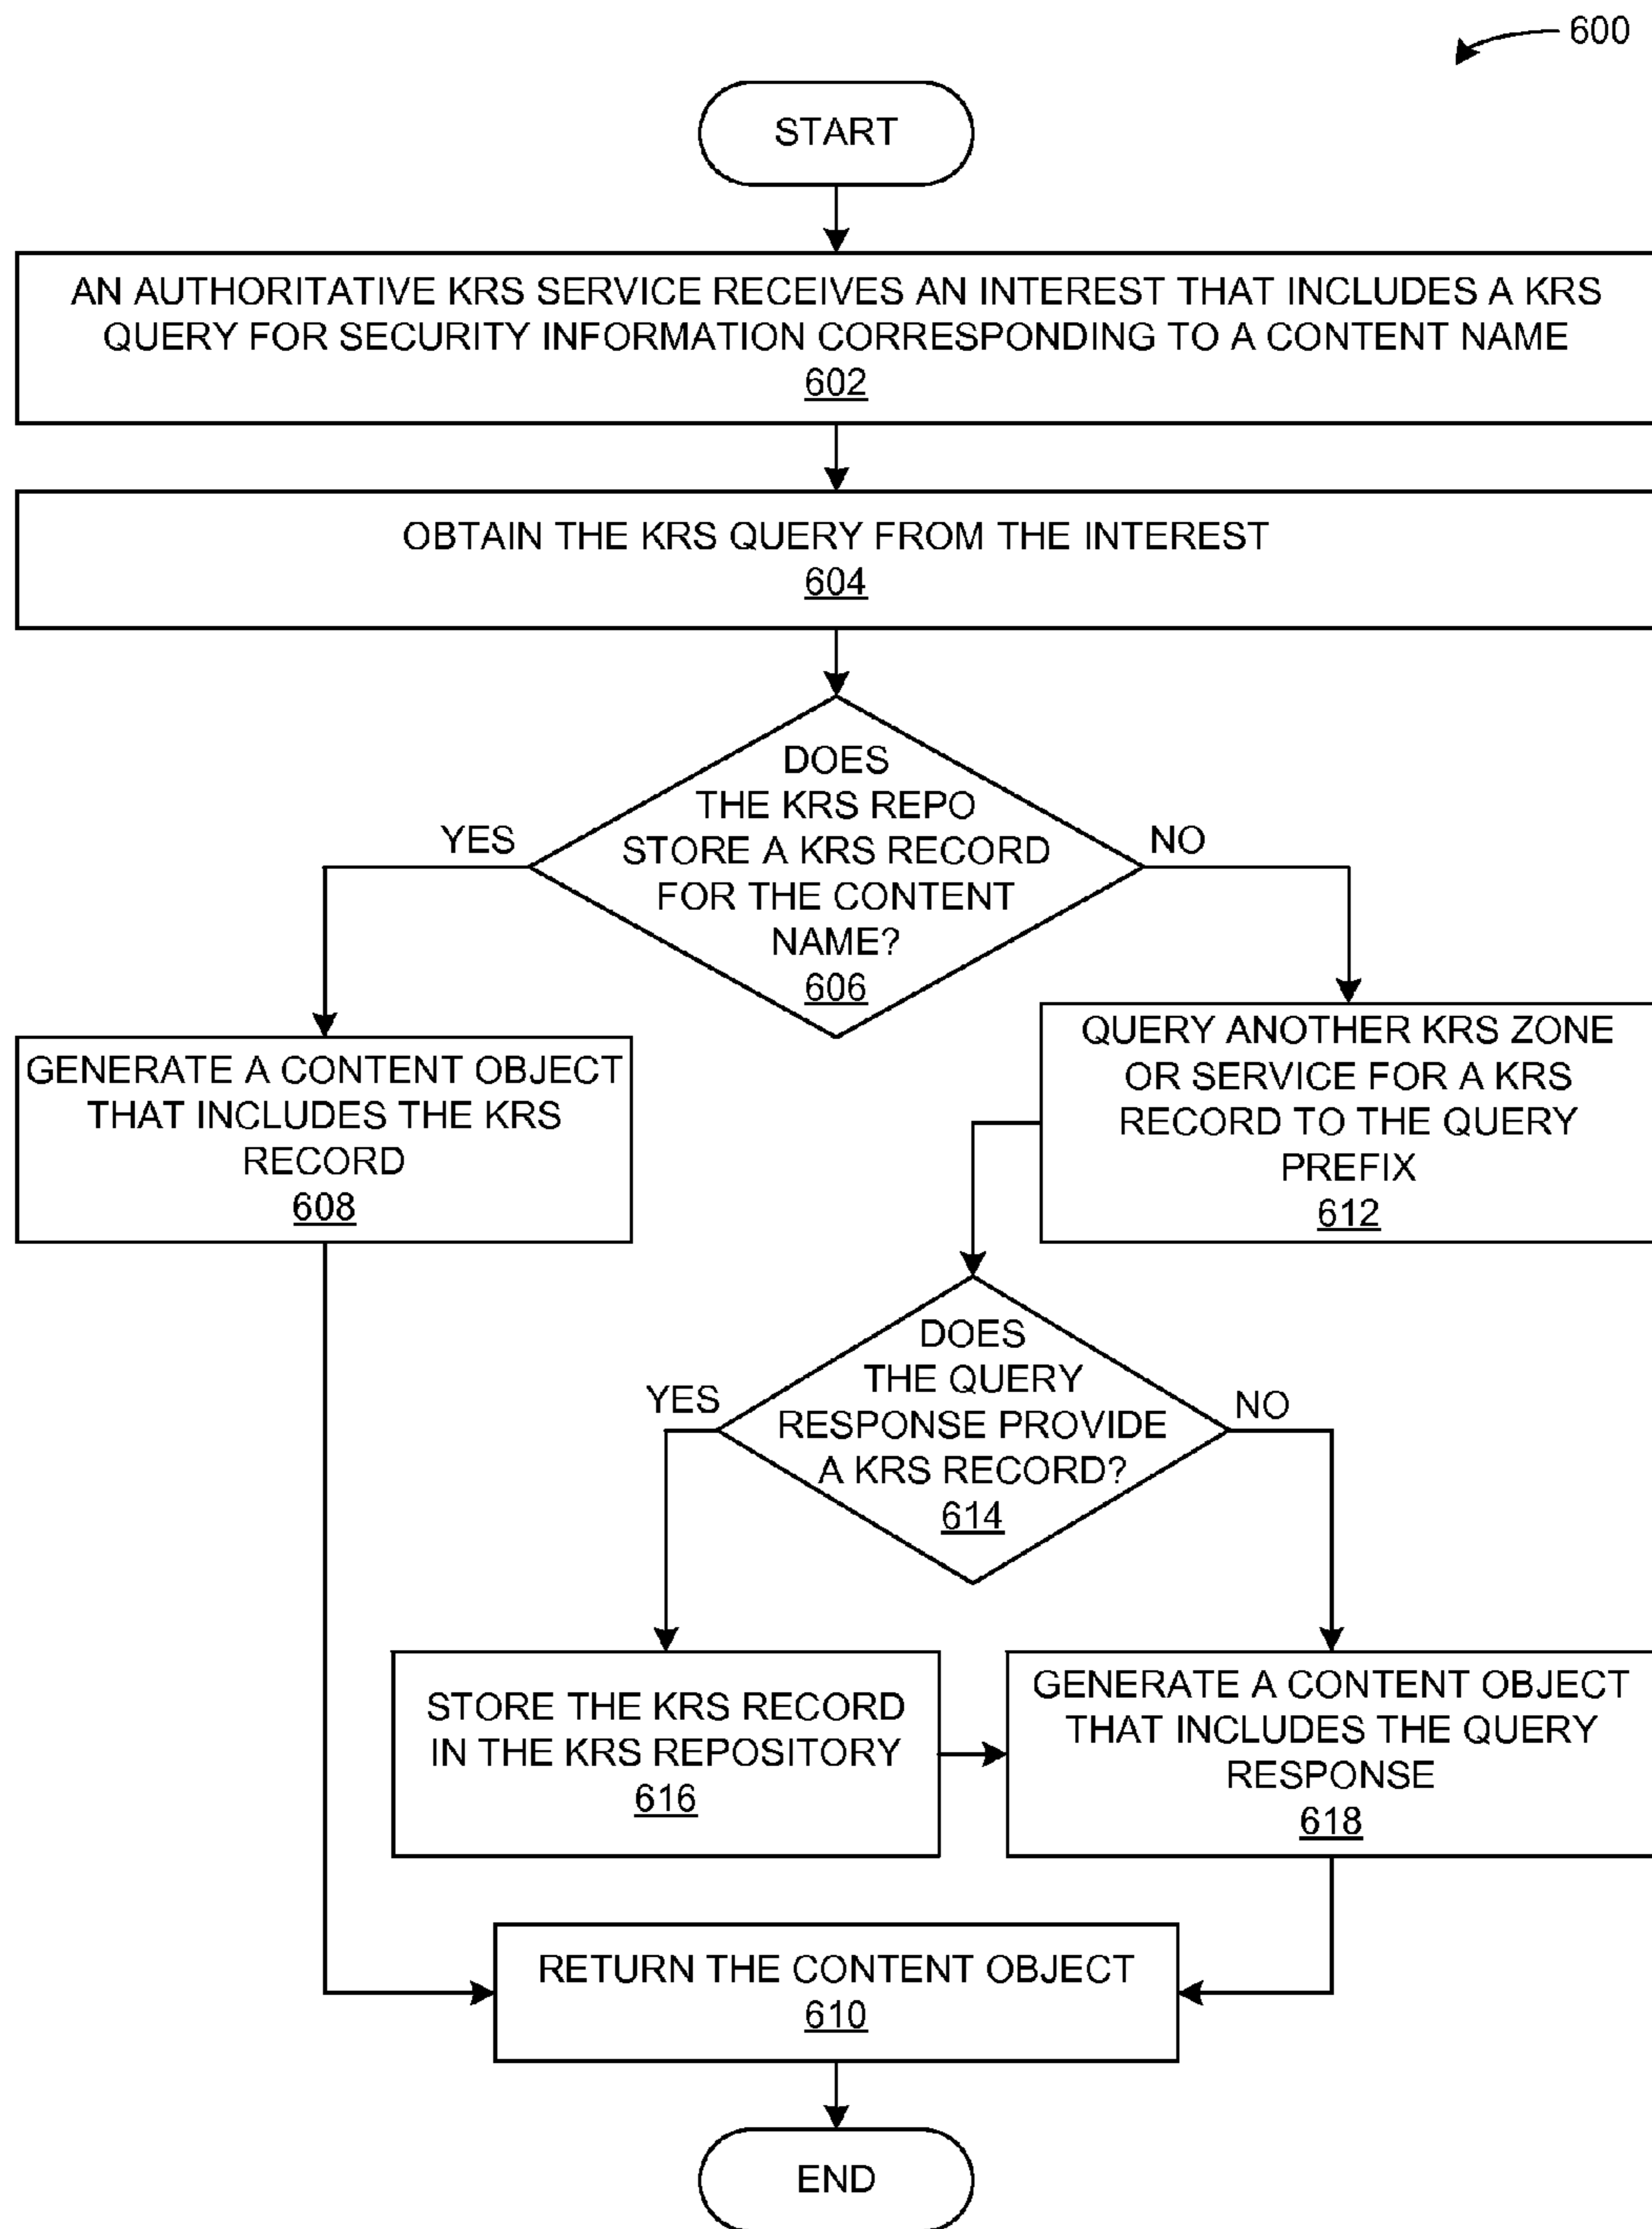 600
START
AN AUTHORITATIVE KRS SERVICE RECEIVES AN INTEREST THAT INCLUDES A KRS
QUERY FOR SECURITY INFORMATION CORRESPONDING TO A CONTENT NAME
602
OBTAIN THE KRS QUERY FROM THE INTEREST
604
DOES
THE KRS REPO
STORE A KRS RECORD
FOR THE CONTENT
NAME?
606
YES
NO
GENERATE A CONTENT OBJECT
THAT INCLUDES THE KRS
RECORD
608
QUERY ANOTHER KRS ZONE
OR SERVICE FOR A KRS
RECORD TO THE QUERY
PREFIX
612
DOES
THE QUERY
RESPONSE PROVIDE
A KRS RECORD?
614
YES
NO
STORE THE KRS RECORD
IN THE KRS REPOSITORY
616
GENERATE A CONTENT OBJECT
THAT INCLUDES THE QUERY
RESPONSE
618
RETURN THE CONTENT OBJECT
610
END